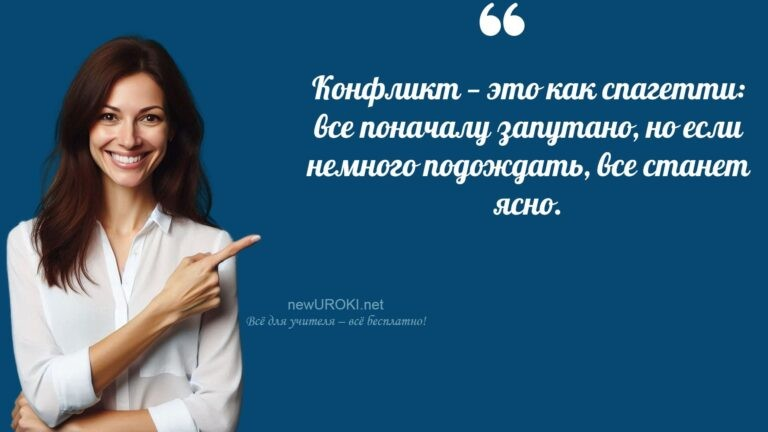 ❝
Конфликт – это как спагетти:
все поначалу запутано, но если
немного подождать, все станет
ясно.
newUROKI.net
Всё для учителя – всё бесплатно!